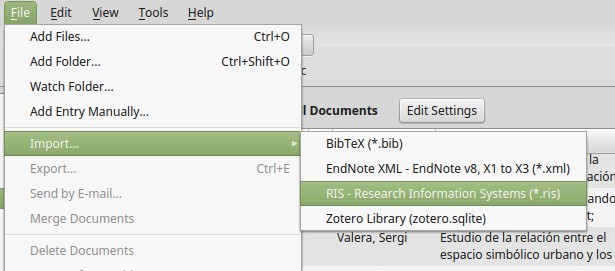 File Edit View Tools Help
Add Files... Ctrl+O
Add Folder... Ctrl+Shift+O
Watch Folder...
Add Entry Manually...
l Documents Edit Settings
Import...
BibTeX (*.bib)
EndNote XML - EndNote v8, X1 to X3 (*.xml)
RIS - Research Information Systems (*.ris)
Zotero Library (zotero.sqlite)
Export... Ctrl+E
Send by E-mail...
Merge Documents
Delete Documents
la
ación
ando
t;
Valera, Sergi Estudio de la relación entre el
espacio simbólico urbano y los